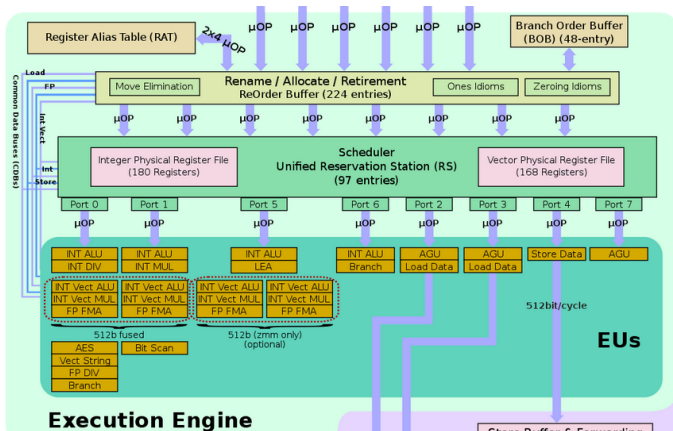 Register Alias Table (RAT)
2x4 μOP
μOP
μOP
μOP
μOP
μOP
μOP
Branch Order Buffer
(BOB) (48-entry)
Common Data Buses (CDBs)
Load
FP
Int Vect
Int
Store
Rename / Allocate / Retirement
ReOrder Buffer (224 entries)
Move Elimination
Ones Idioms
Zeroing Idioms
μOP
μOP
μOP
μOP
μOP
μOP
μOP
μOP
Integer Physical Register File
(180 Registers)
Scheduler
Unified Reservation Station (RS)
(97 entries)
Vector Physical Register File
(168 Registers)
Port 0
Port 1
Port 5
Port 6
Port 2
Port 3
Port 4
Port 7
μOP
μOP
μOP
μOP
μOP
μOP
μOP
μOP
INT ALU
INT DIV
INT ALU
INT MUL
INT ALU
LEA
INT ALU
Branch
AGU
Load Data
AGU
Load Data
Store Data
AGU
INT Vect ALU
INT Vect MUL
FP FMA
INT Vect ALU
INT Vect MUL
FP FMA
INT Vect ALU
INT Vect MUL
FP FMA
INT Vect ALU
INT Vect MUL
FP FMA
512b fused
512b (zmm only)
(optional)
512bit/cycle
AES
Vect String
FP DIV
Branch
Bit Scan
EUs
Execution Engine
Store Buffer & Forwarding